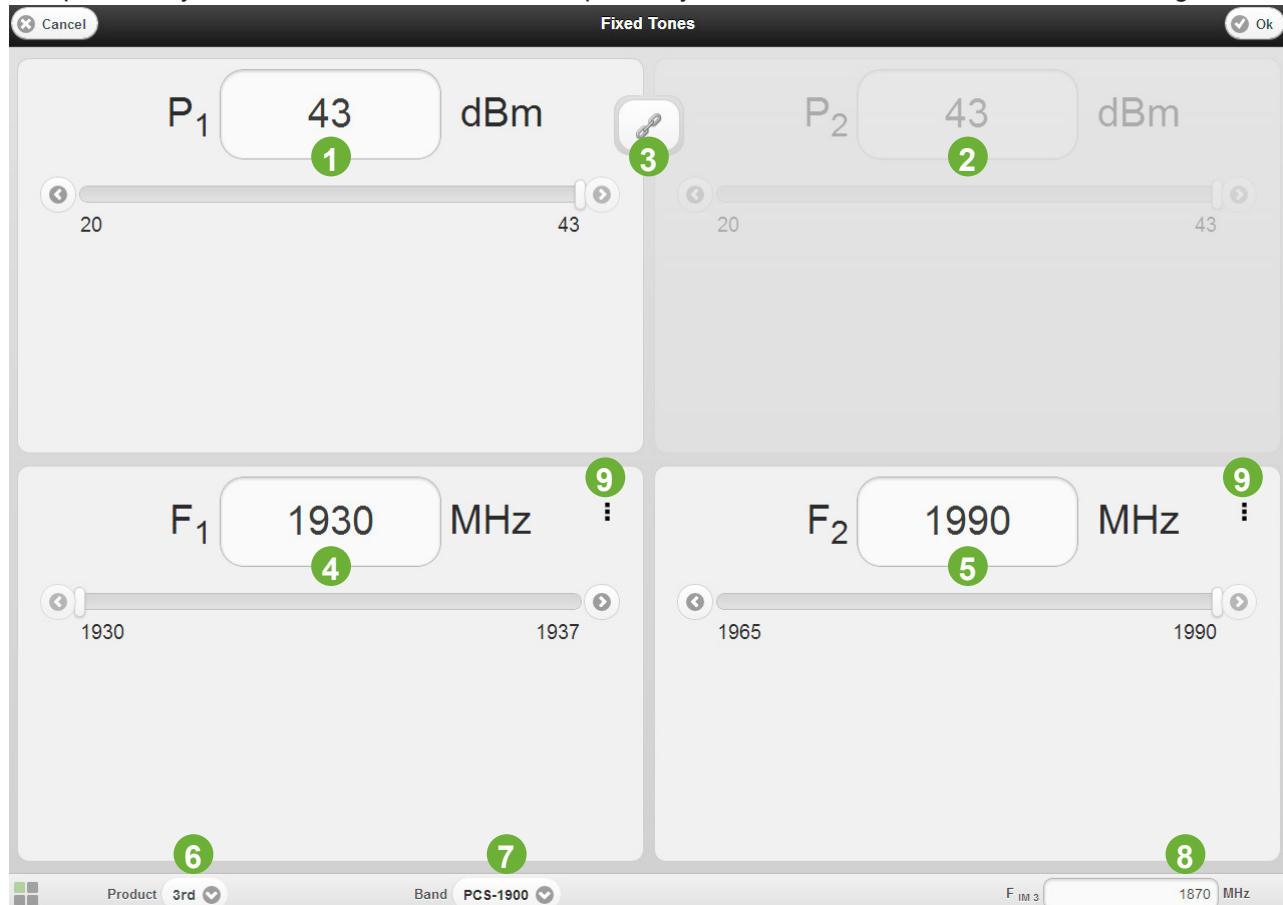 Cancel Fixed Tones Ok
P1 43 dBm
1
20 43
3
P2 43 dBm
2
20 43
F1 1930 MHz
9
4
1930 1937
F2 1990 MHz
9
5
1965 1990
6 7 8
Product 3rd Band PCS-1900 F IM 3 1870 MHz